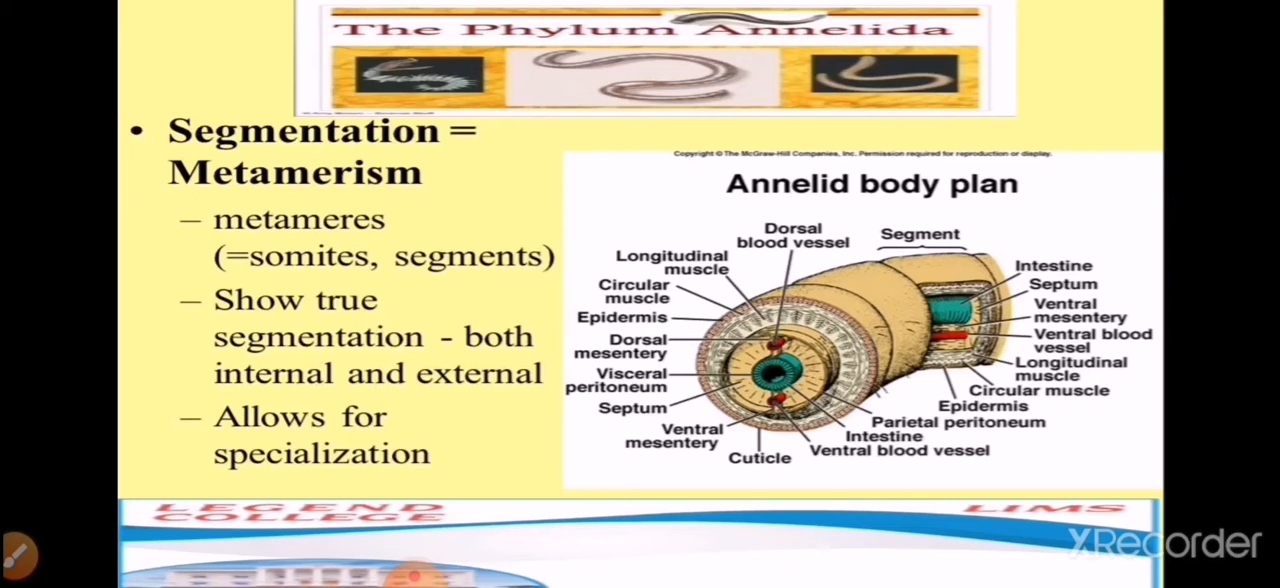 The Phylum Annelida
• Segmentation =
Metamerism
– metameres
(=somites, segments)
– Show true
segmentation - both
internal and external
– Allows for
specialization
Copyright © The McGraw-Hill Companies, Inc. Permission required for reproduction or display.
Annelid body plan
Dorsal
blood vessel
Segment
Longitudinal
muscle
Circular
muscle
Epidermis
Dorsal
mesentery
Visceral
peritoneum
Septum
Ventral
mesentery
Cuticle
Intestine
Septum
Ventral
mesentery
Ventral blood
vessel
Longitudinal
muscle
Circular muscle
Epidermis
Parietal peritoneum
Intestine
Ventral blood vessel
LEGEND
COLLEGE
LIMS
XRecorder